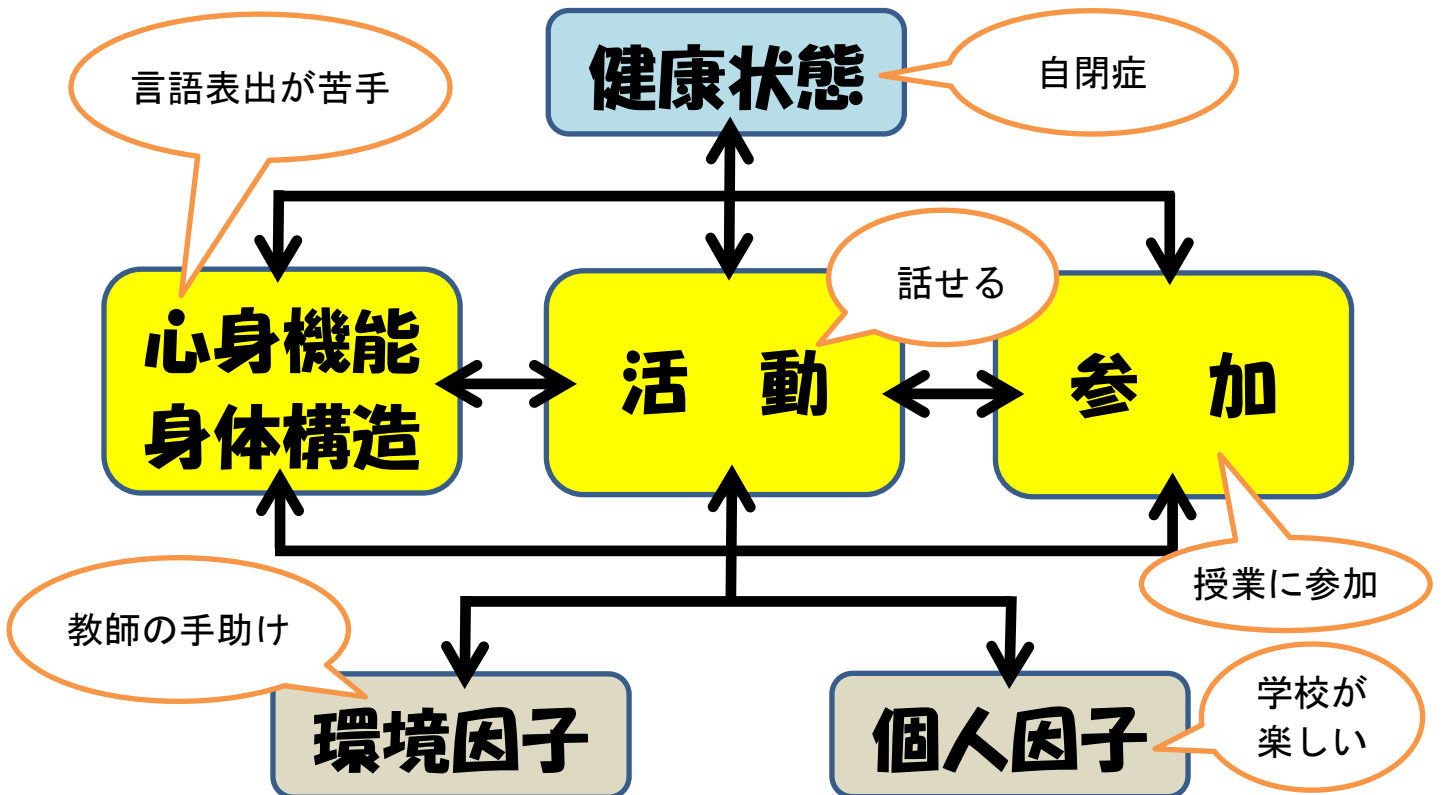 健康状態
自閉症
言語表出が苦手
話せる
心身機能
身体構造
活　動
参　加
授業に参加
教師の手助け
環境因子
個人因子
学校が
楽しい